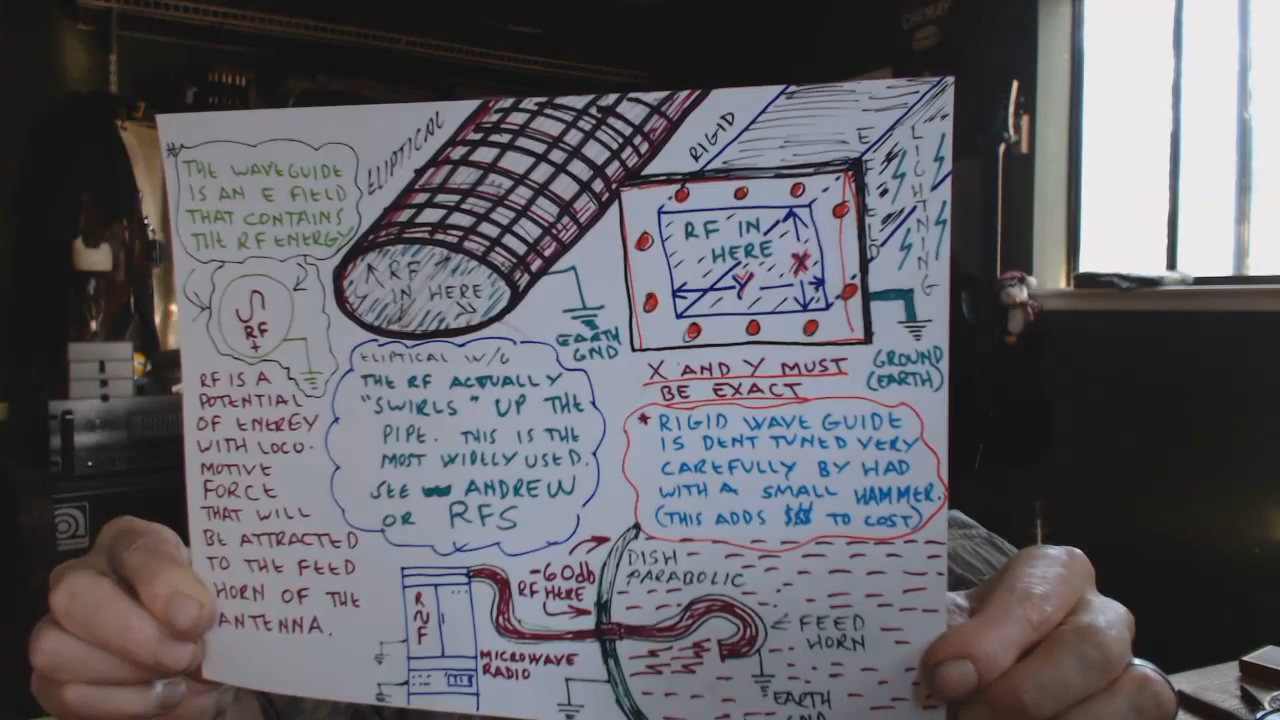 *
THE WAVEGUIDE
IS AN E FIELD
THAT CONTAINS
THE RF ENERGY
RF
+
RF IS A
POTENTIAL
OF ENERGY
WITH LOCO-
MOTIVE
FORCE
THAT WILL
BE ATTRACTED
TO THE FEED
HORN OF THE
ANTENNA.
ELIPTICAL
RF
IN HERE
EARTH
GND
ELIPTICAL W/G
THE RF ACTUALLY
"SWIRLS" UP THE
PIPE. THIS IS THE
MOST WIDELY USED.
SEE ANDREW
OR RFS
RIGID
E FIELD
LIGHTNING
RF IN
HERE
X
Y
GROUND
(EARTH)
X AND Y MUST
BE EXACT
* RIGID WAVE GUIDE
IS DENT TUNED VERY
CAREFULLY BY HAD
WITH A SMALL HAMMER.
(THIS ADDS $$$ TO COST)
-60db
RF HERE
DISH
PARABOLIC
MICROWAVE
RADIO
FEED
HORN
EARTH
GND